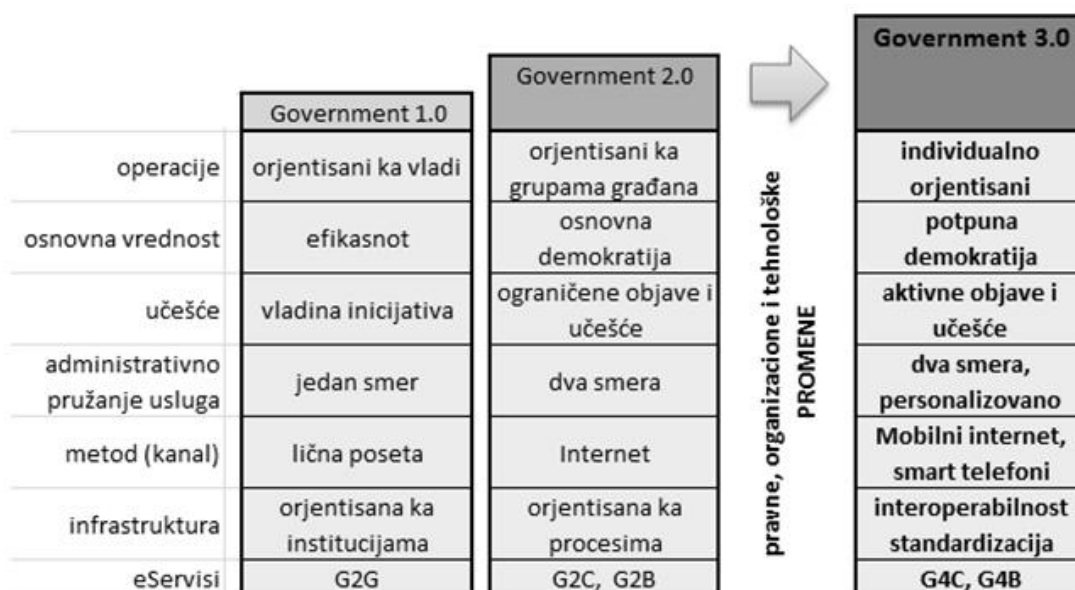 Government 1.0
Government 2.0
Government 3.0
operacije
orjentisani ka vladi
orjentisani ka
grupama građana
individualno
orjentisani
osnovna vrednost
efikasnot
osnovna
demokratija
potpuna
demokratija
učešće
vladina inicijativa
ograničene objave i
učešće
aktivne objave i
učešće
administrativno
pružanje usluga
jedan smer
dva smera
dva smera,
personalizovano
metod (kanal)
lična poseta
Internet
Mobilni internet,
smart telefoni
infrastruktura
orjentisana ka
institucijama
orjentisana ka
procesima
interoperabilnost
standardizacija
eServisi
G2G
G2C, G2B
G4C, G4B
pravne, organizacione i tehnološke
PROMENE